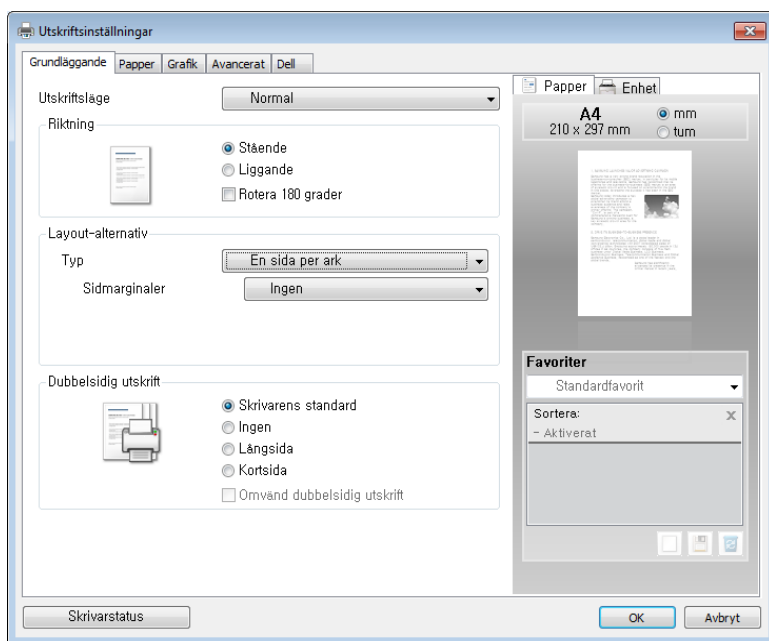 Utskriftsinställningar
Grundläggande Papper Grafik Avancerat Dell
Utskriftsläge Normal
Riktning
Stående
Liggande
Rotera 180 grader
Layout-alternativ
Typ En sida per ark
Sidmarginaler Ingen
Dubbelsidig utskrift
Skrivarens standard
Ingen
Långsida
Kortsida
Omvänd dubbelsidig utskrift
Papper Enhet
A4
210 x 297 mm
mm
tum
Favoriter
Standardfavorit
Sortera:
- Aktiverat
Skrivarstatus OK Avbryt